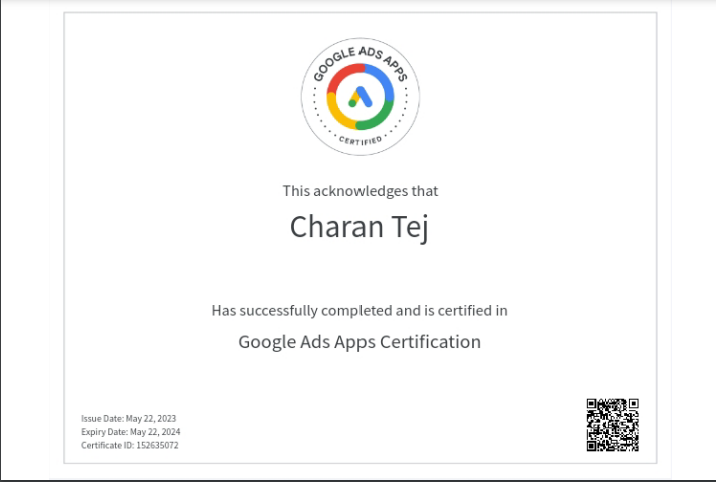 GOOGLE ADS APPS
CERTIFIED
This acknowledges that
Charan Tej
Has successfully completed and is certified in
Google Ads Apps Certification
Issue Date: May 22, 2023
Expiry Date: May 22, 2024
Certificate ID: 152635072